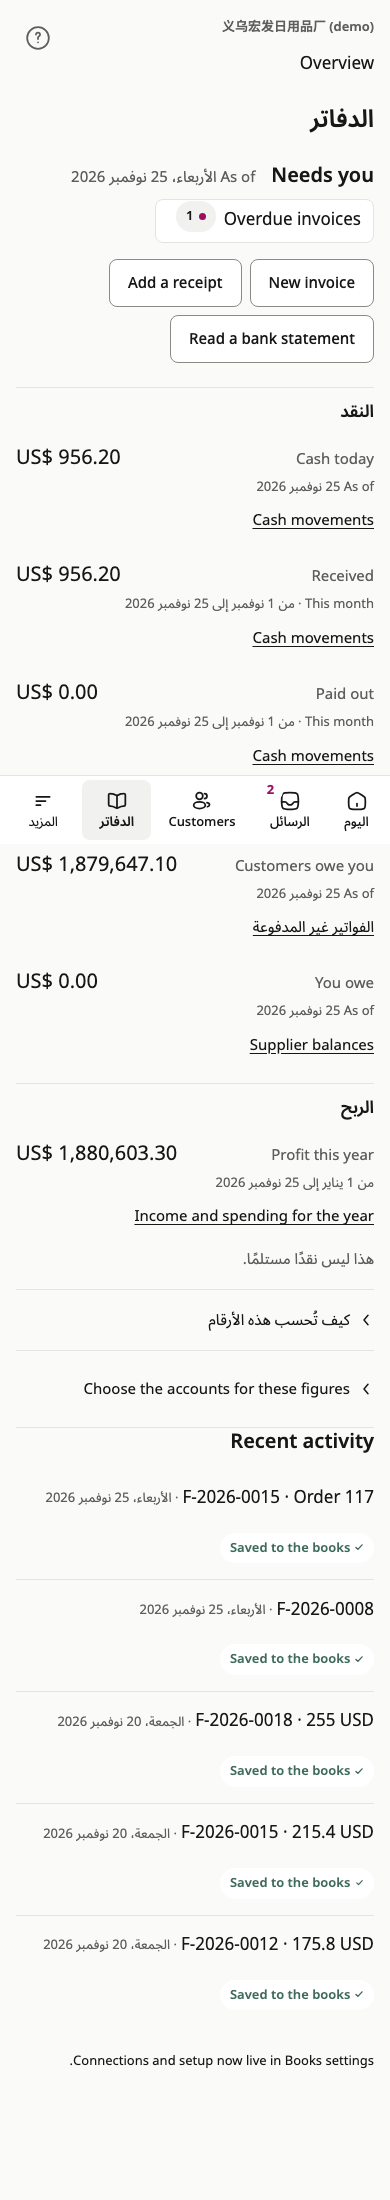 义乌宏发日用品厂 (demo)
Overview
الدفاتر
Needs you
As of الأربعاء، 25 نوفمبر 2026
Overdue invoices 1
New invoice
Add a receipt
Read a bank statement
النقد
Cash today
US$ 956.20
As of 25 نوفمبر 2026
Cash movements
Received
US$ 956.20
This month · من 1 نوفمبر إلى 25 نوفمبر 2026
Cash movements
Paid out
US$ 0.00
This month · من 1 نوفمبر إلى 25 نوفمبر 2026
Cash movements
اليوم
الرسائل 2
Customers
الدفاتر
المزيد
Customers owe you
US$ 1,879,647.10
As of 25 نوفمبر 2026
الفواتير غير المدفوعة
You owe
US$ 0.00
As of 25 نوفمبر 2026
Supplier balances
الربح
Profit this year
US$ 1,880,603.30
من 1 يناير إلى 25 نوفمبر 2026
Income and spending for the year
هذا ليس نقدًا مستلمًا.
كيف تُحسب هذه الأرقام
Choose the accounts for these figures
Recent activity
F-2026-0015 · Order 117 · الأربعاء، 25 نوفمبر 2026
Saved to the books
F-2026-0008 · الأربعاء، 25 نوفمبر 2026
Saved to the books
F-2026-0018 · 255 USD · الجمعة، 20 نوفمبر 2026
Saved to the books
F-2026-0015 · 215.4 USD · الجمعة، 20 نوفمبر 2026
Saved to the books
F-2026-0012 · 175.8 USD · الجمعة، 20 نوفمبر 2026
Saved to the books
Connections and setup now live in Books settings.